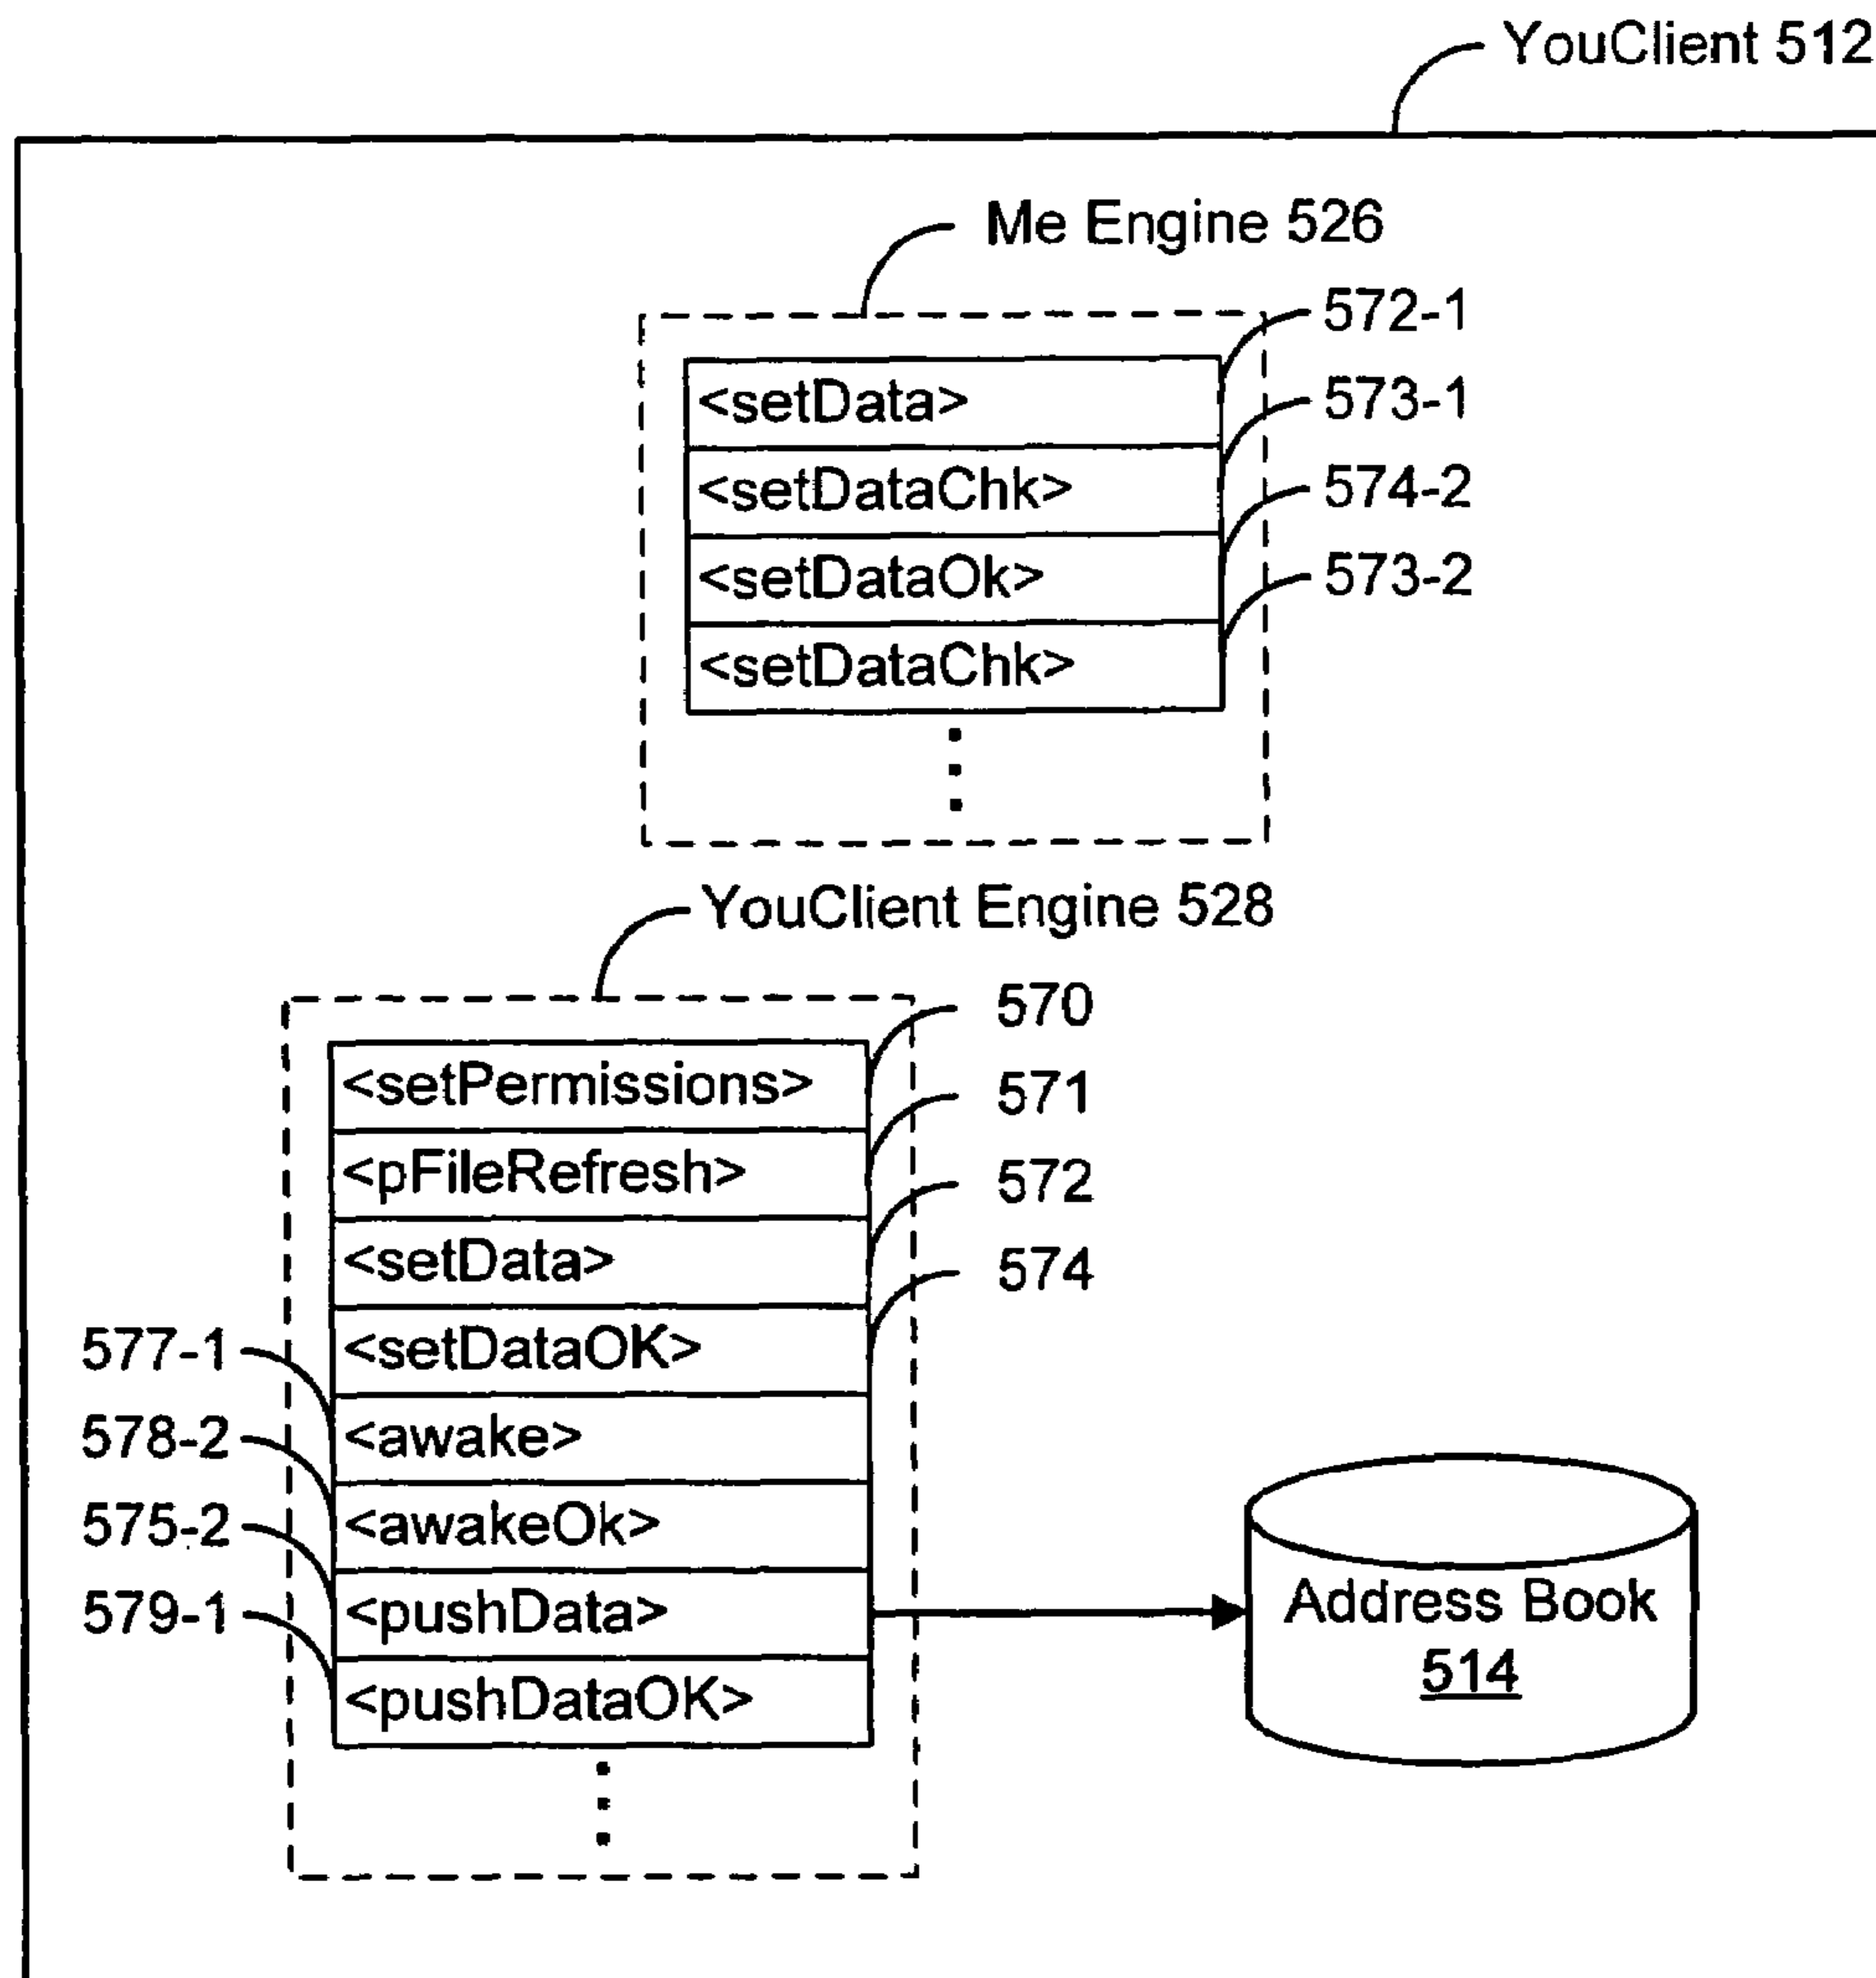 YouClient 512
Me Engine 526
572-1
<setData>
573-1
<setDataChk>
574-2
<setDataOk>
573-2
<setDataChk>
YouClient Engine 528
570
<setPermissions>
571
<pFileRefresh>
572
<setData>
574
<setDataOK>
577-1
<awake>
578-2
<awakeOk>
575-2
<pushData>
579-1
<pushDataOK>
Address Book
514